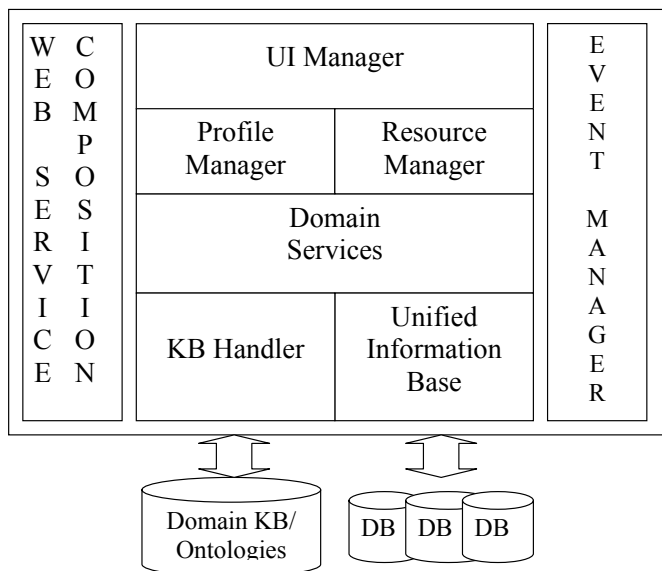 WEB SERVICE
COMPOSITION
UI Manager
Profile
Manager
Resource
Manager
Domain
Services
KB Handler
Unified
Information
Base
EVENT MANAGER
Domain KB/
Ontologies
DB
DB
DB